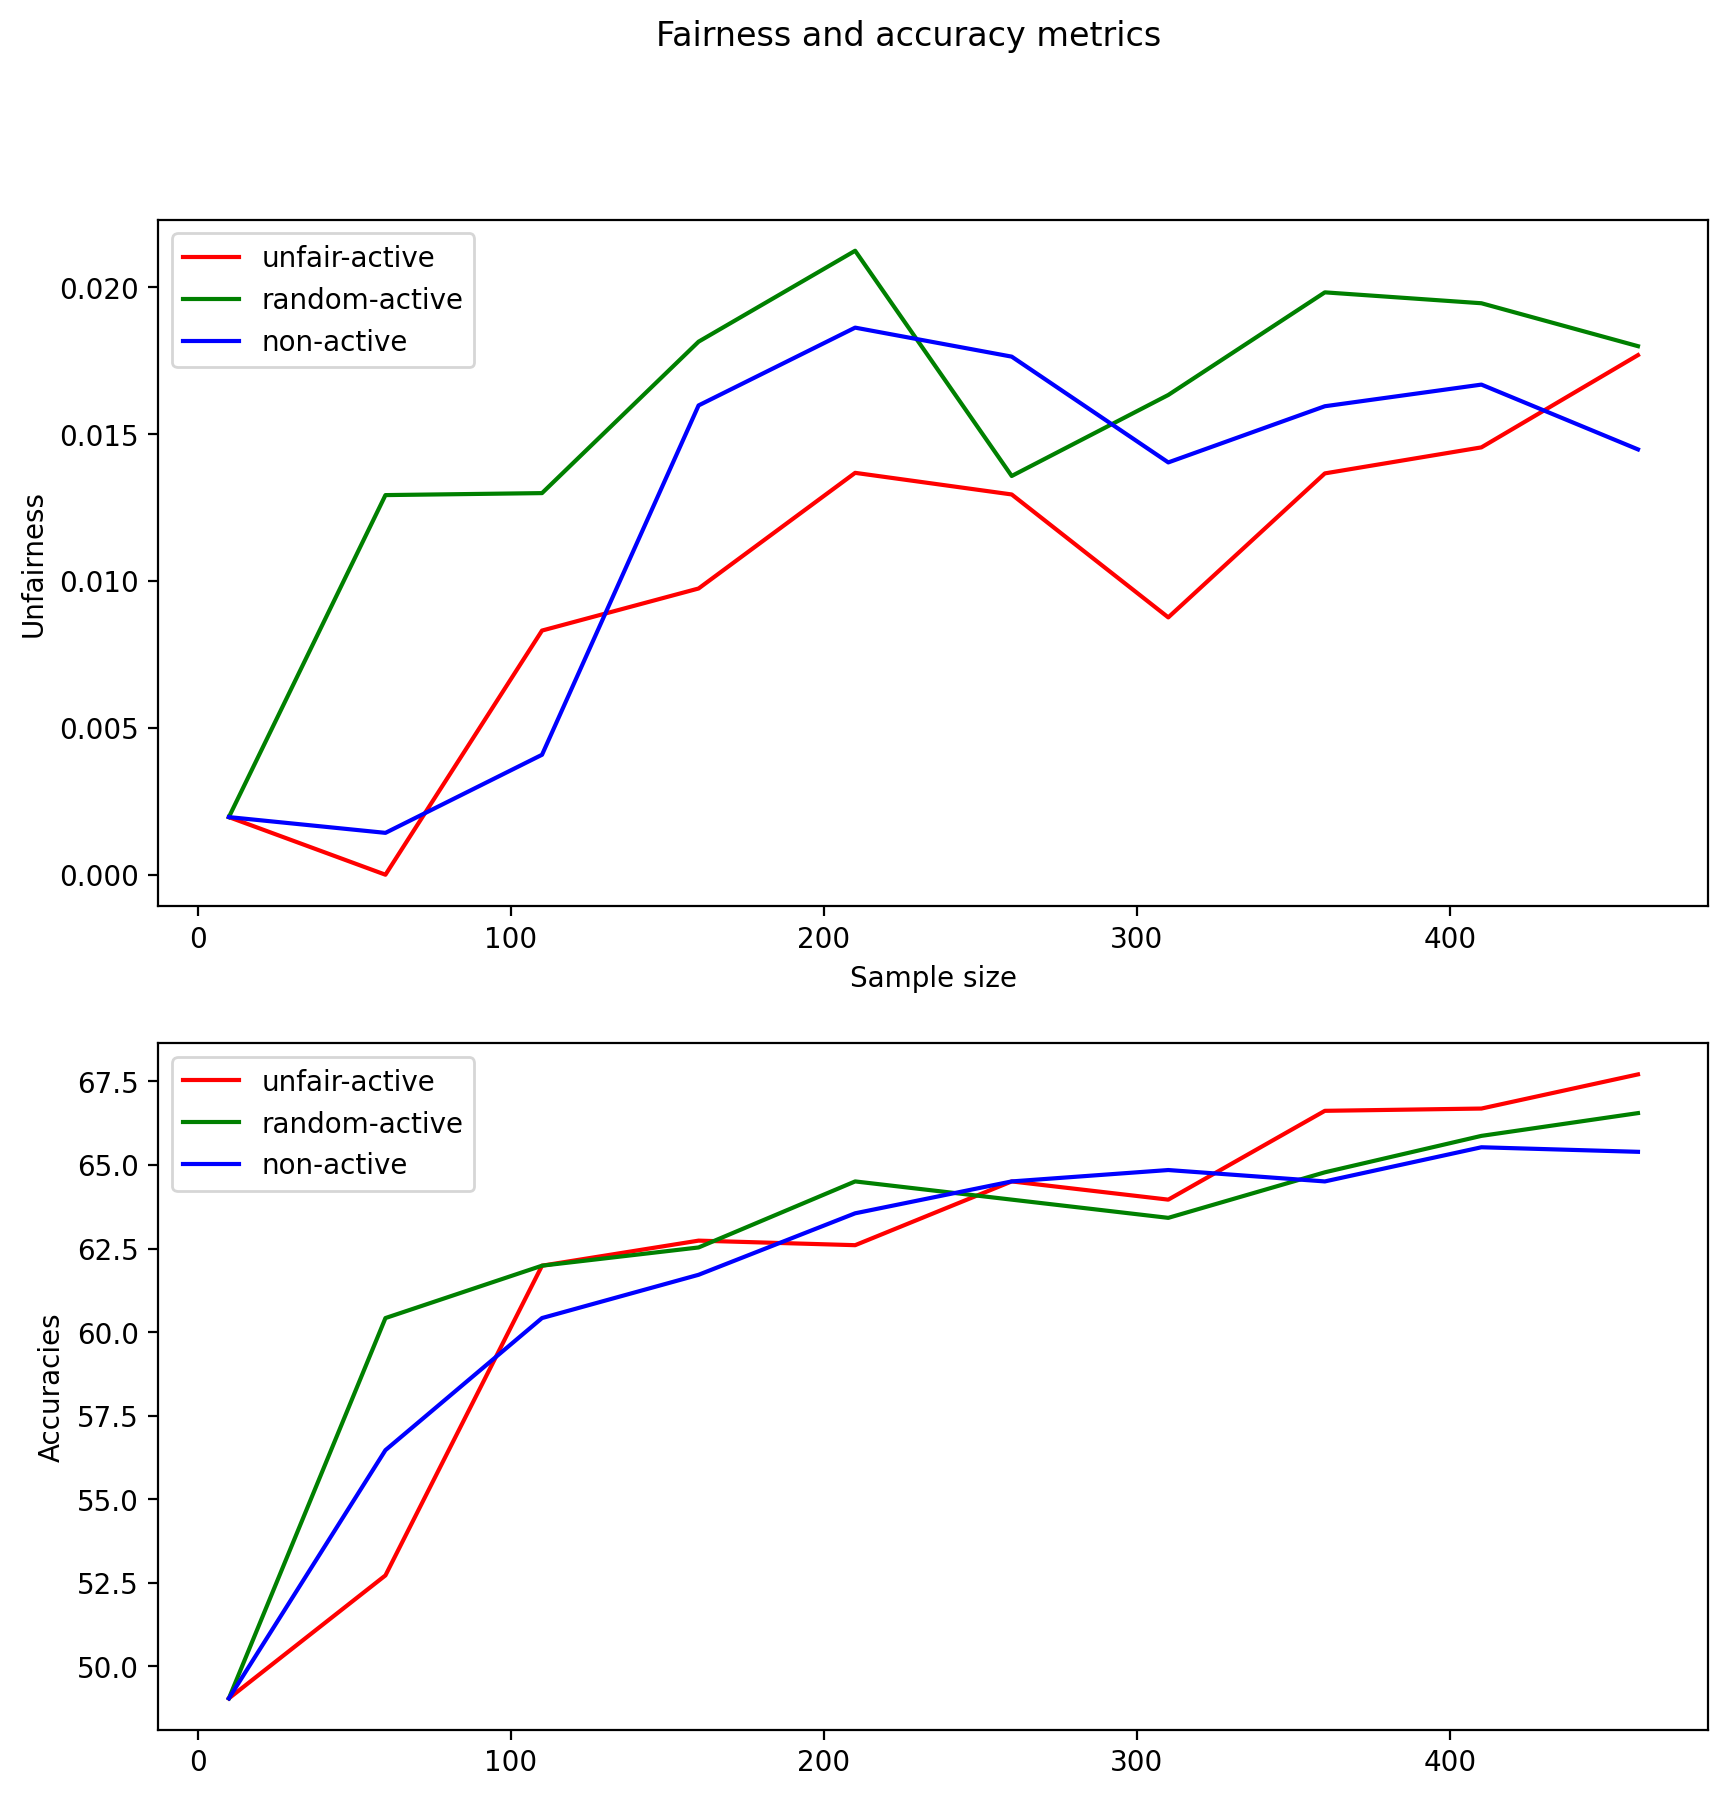 Fairness and accuracy metrics
unfair-active
random-active
non-active
0.020
0.015
0.010
0.005
0.000
Unfairness
0 100 200 300 400
Sample size
unfair-active
random-active
non-active
67.5
65.0
62.5
60.0
57.5
55.0
52.5
50.0
Accuracies
0 100 200 300 400